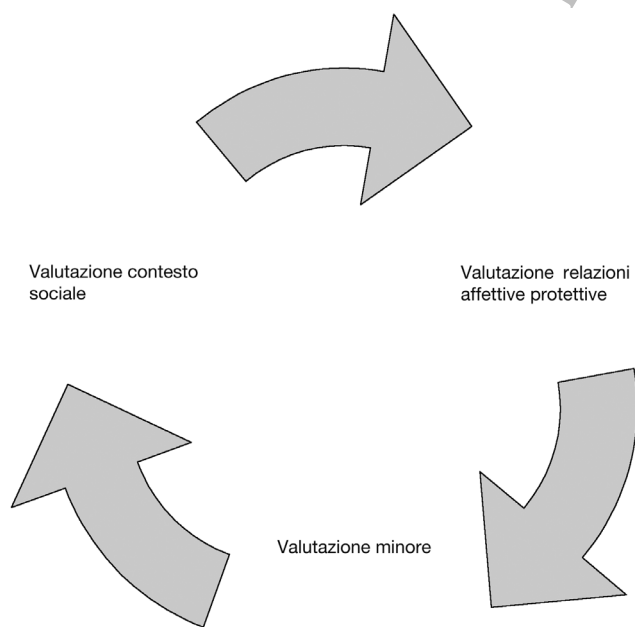 Valutazione contesto
sociale
Valutazione relazioni
affettive protettive
Valutazione minore